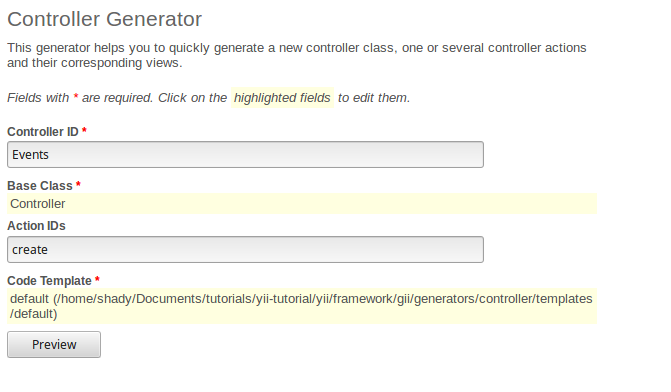 Controller Generator
This generator helps you to quickly generate a new controller class, one or several controller actions
and their corresponding views.
Fields with * are required. Click on the highlighted fields to edit them.
Controller ID *
Events
Base Class *
Controller
Action IDs
create
Code Template *
default (/home/shady/Documents/tutorials/yii-tutorial/yii/framework/gii/generators/controller/templates
/default)
Preview